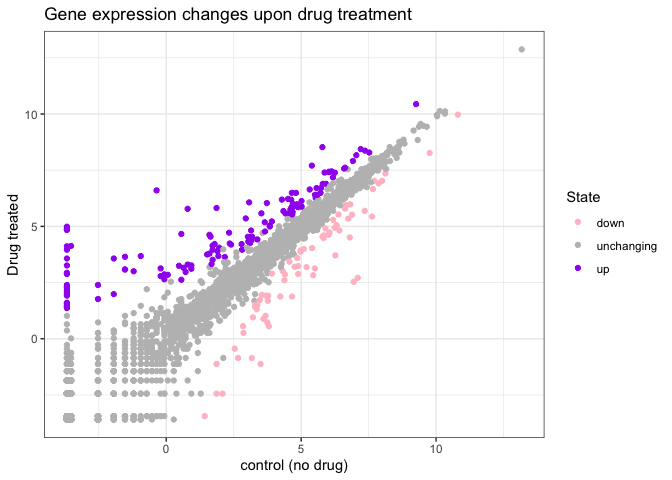 Gene expression changes upon drug treatment
10
5
0
Drug treated
0
5
10
control (no drug)
State
down
unchanging
up